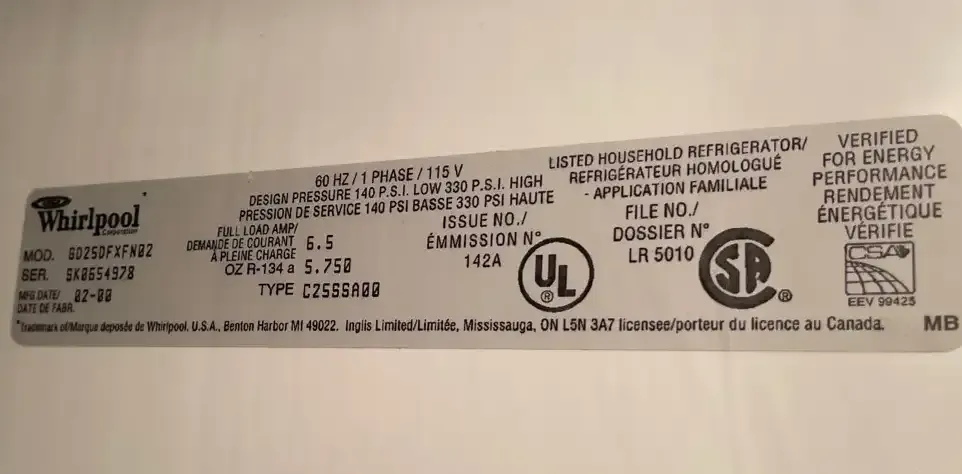 Whirlpool
Corporation
MOD. GD25DFXFN02
SER. SK0654978
MFG DATE/ 02-00
DATE DE FABR.
60 HZ / 1 PHASE / 115 V
DESIGN PRESSURE 140 P.S.I. LOW 330 P.S.I. HIGH
PRESSION DE SERVICE 140 PSI BASSE 330 PSI HAUTE
FULL LOAD AMP/
DEMANDE DE COURANT 6.5
À PLEINE CHARGE
OZ R-134 a 5.750
TYPE C25SSA00
ISSUE NO./
ÉMMISSION N°
142A
UL ®
LISTED HOUSEHOLD REFRIGERATOR/
REFRIGÉRATEUR HOMOLOGUÉ
- APPLICATION FAMILIALE
FILE NO./
DOSSIER N°
LR 5010
SA ®
VERIFIED
FOR ENERGY
PERFORMANCE
RENDEMENT
ÉNERGÉTIQUE
VÉRIFIÉ
CSA
EEV 99425
*Trademark of/Marque deposée de Whirlpool. U.S.A., Benton Harbor MI 49022. Inglis Limited/Limitée, Mississauga, ON L5N 3A7 licensee/porteur du licence au Canada. MB